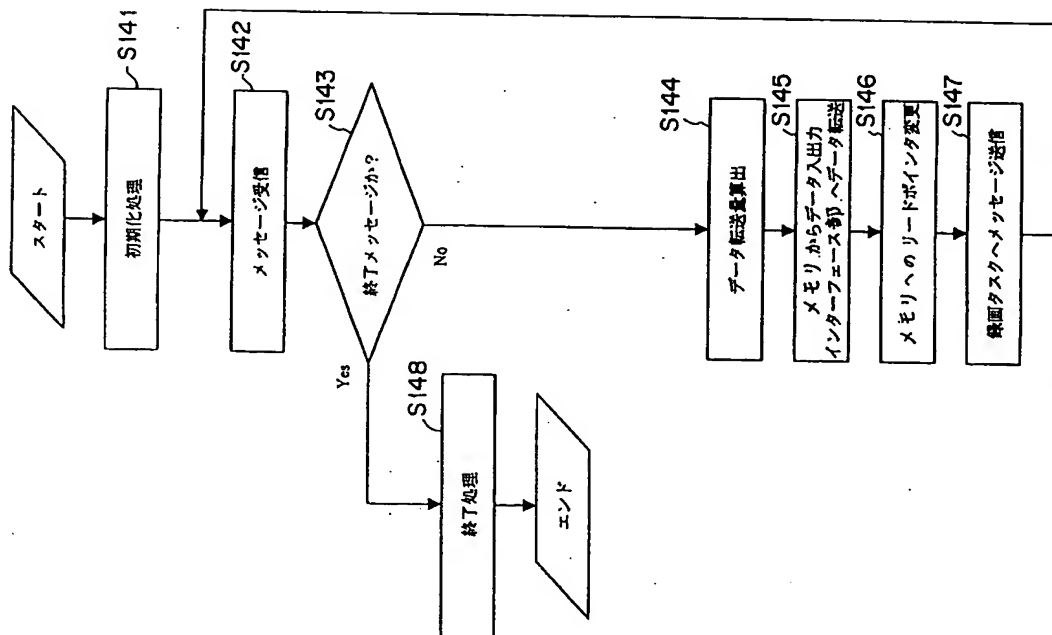 スタート
S141
初期化処理
S142
メッセージ受信
S143
終了メッセージか?
Yes
No
S148
終了処理
エンド
S144
データ転送量算出
S145
メモリからデータ入出力
インターフェース部へデータ転送
S146
メモリへのリードポインタ変更
S147
録画タスクへメッセージ送信